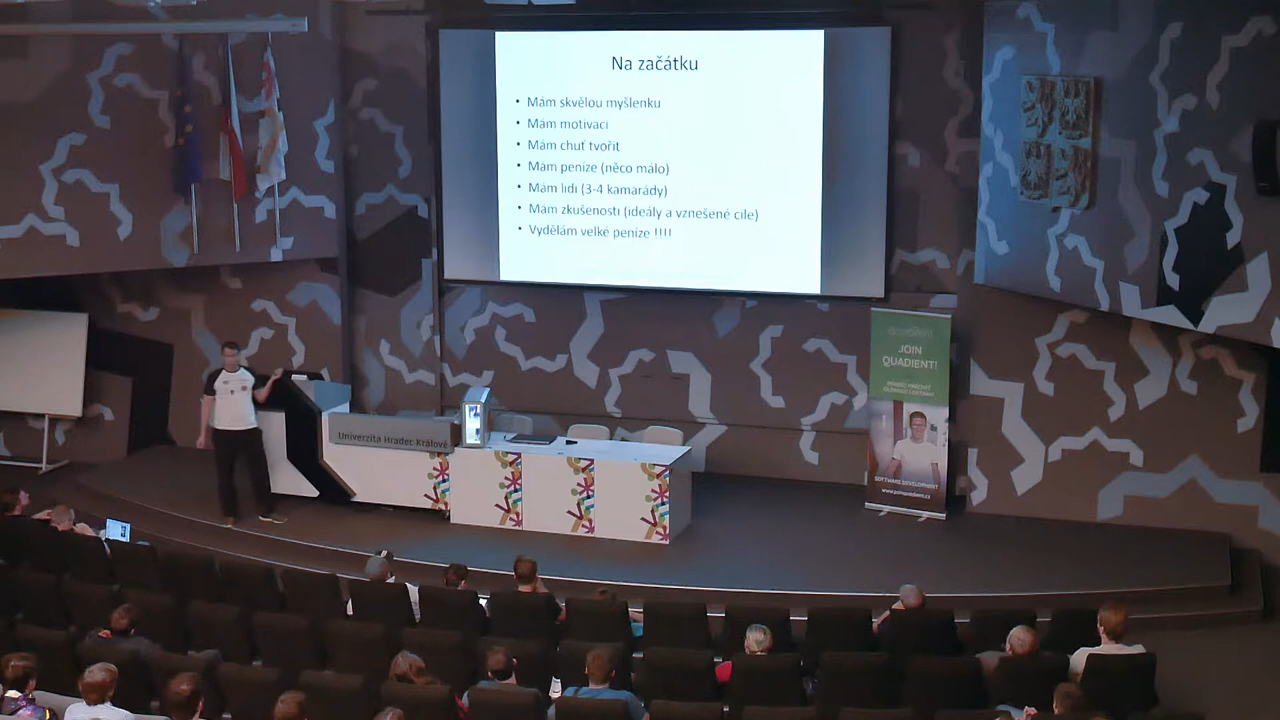 Na začátku
• Mám skvělou myšlenku
• Mám motivaci
• Mám chuť tvořit
• Mám peníze (něco málo)
• Mám lidi (3-4 kamarády)
• Mám zkušenosti (ideály a vznešené cíle)
• Vydělám velké peníze !!!!
JOIN
QUADIENT!
Univerzita Hradec Králové
SOFTWARE DEVELOPMENT